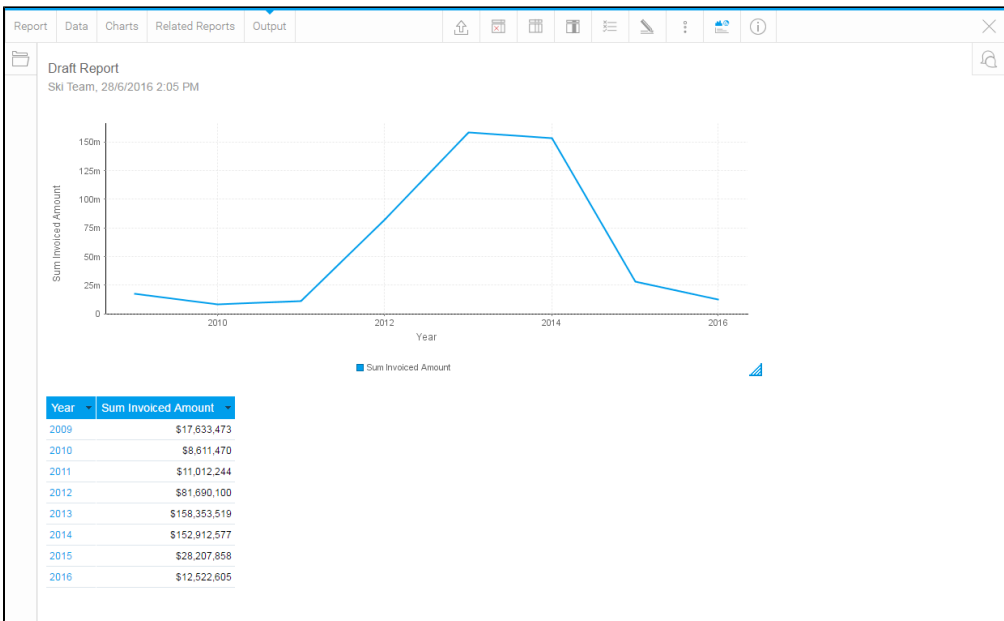 Report Data Charts Related Reports Output
Draft Report
Ski Team, 28/6/2016 2:05 PM
150m
125m
100m
75m
50m
25m
0
Sum Invoiced Amount
2010 2012 2014 2016
Year
Sum Invoiced Amount
Year Sum Invoiced Amount
2009 $17,633,473
2010 $8,611,470
2011 $11,012,244
2012 $81,690,100
2013 $158,353,519
2014 $152,912,577
2015 $28,207,858
2016 $12,522,605